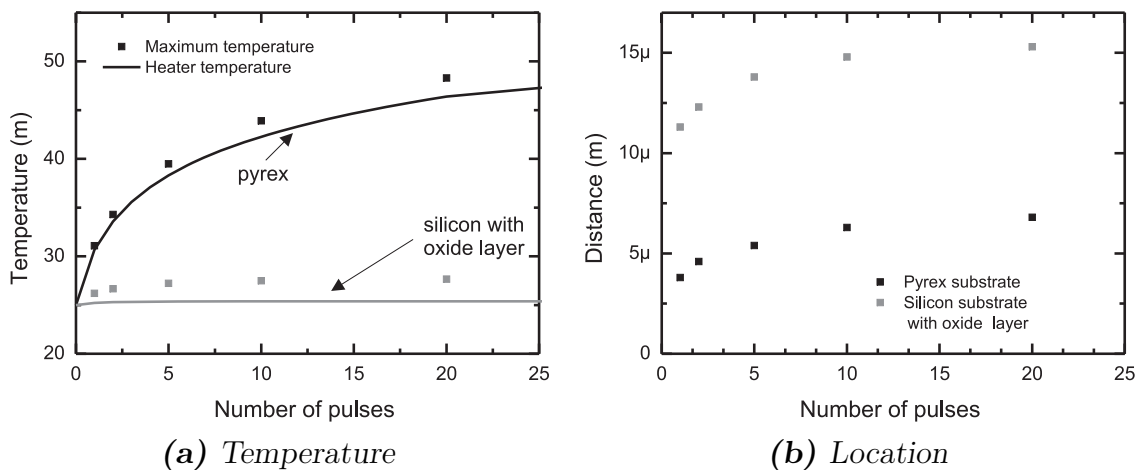 Temperature (m)
50
40
30
20
Maximum temperature
Heater temperature
pyrex
silicon with
oxide layer
0 5 10 15 20 25
Number of pulses
(a) Temperature
Distance (m)
15µ
10µ
5µ
0
Pyrex substrate
Silicon substrate
with oxide layer
0 5 10 15 20 25
Number of pulses
(b) Location